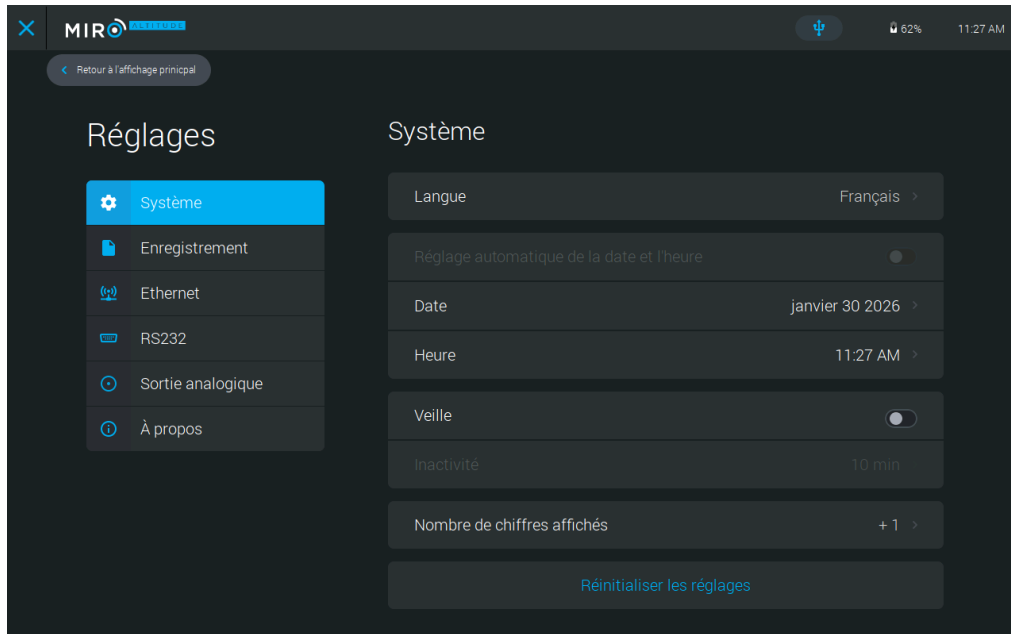 MIRO ALTITUDE
62%
11:27 AM
Retour à l'affichage prinicpal
Réglages
Système
Enregistrement
Ethernet
RS232
Sortie analogique
À propos
Système
Langue Français
Réglage automatique de la date et l'heure
Date janvier 30 2026
Heure 11:27 AM
Veille
Inactivité 10 min
Nombre de chiffres affichés + 1
Réinitialiser les réglages